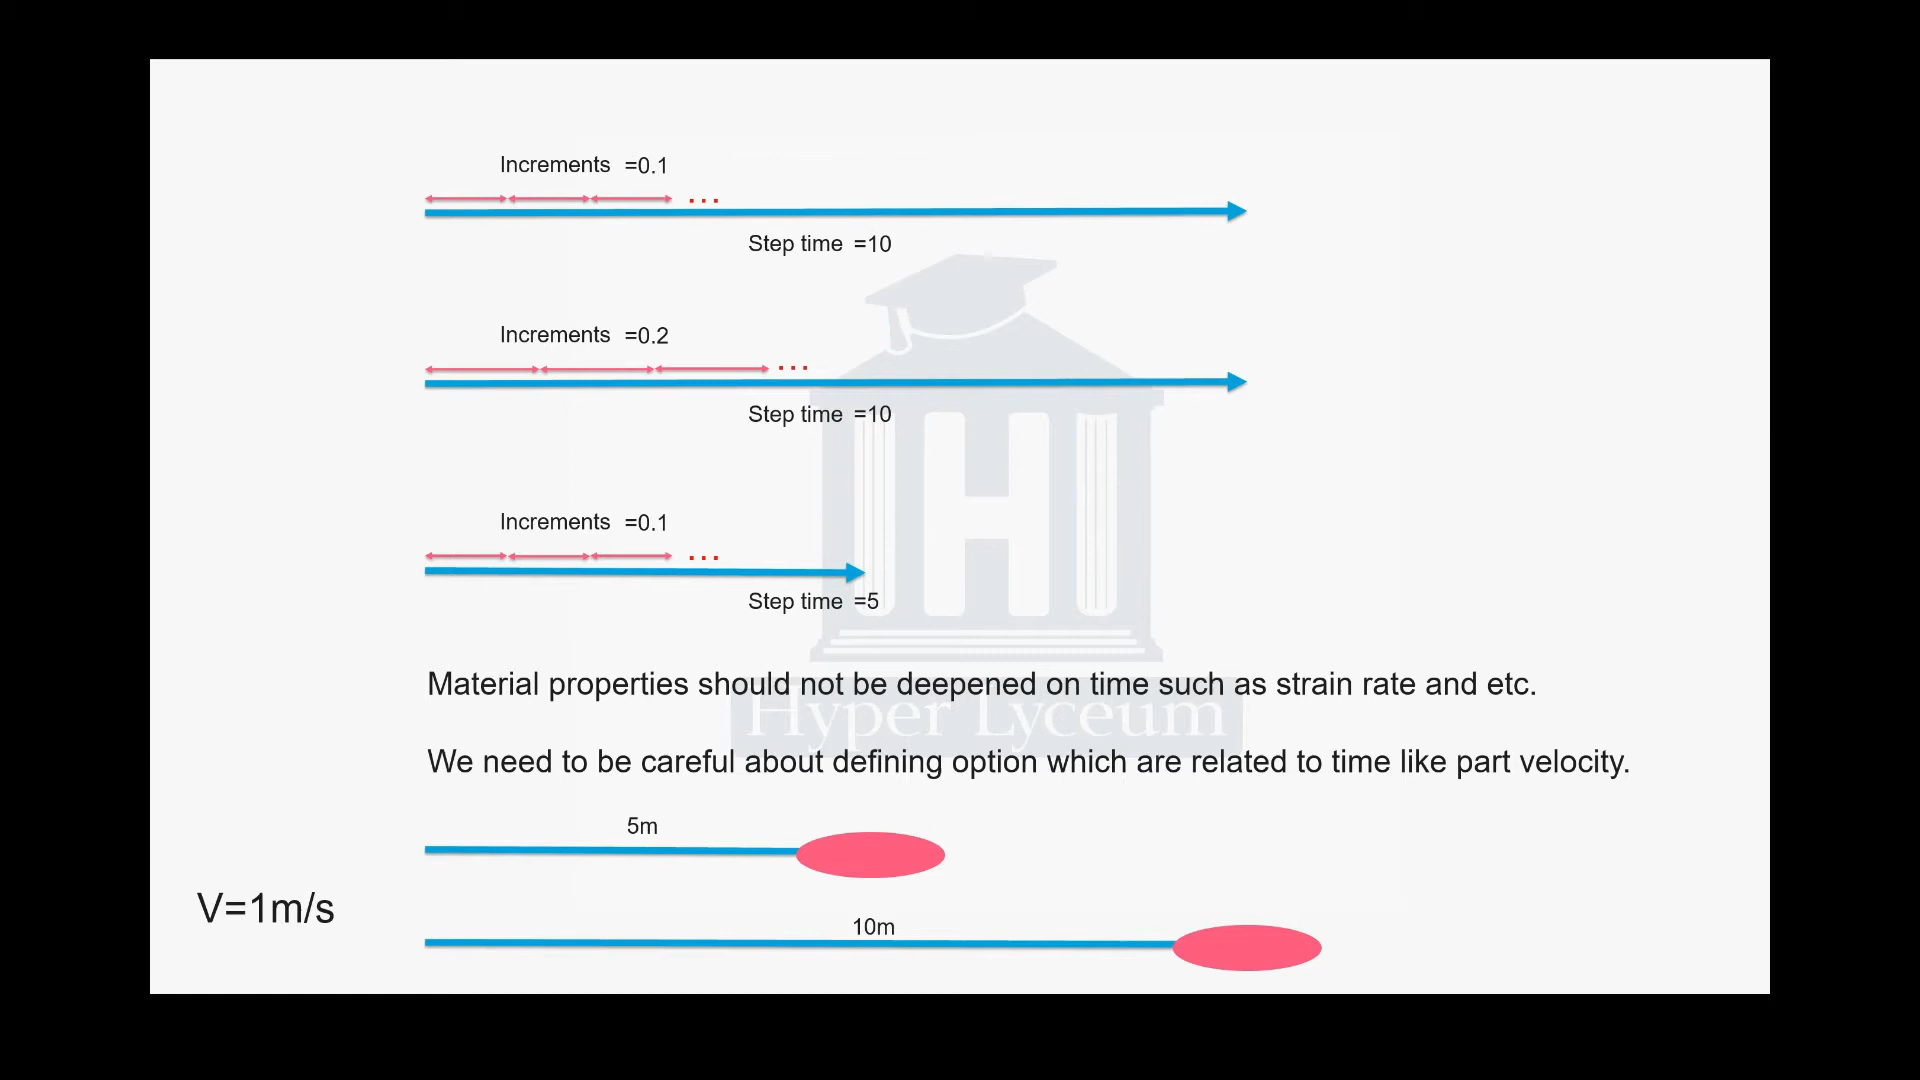 Increments =0.1
...
Step time =10
Increments =0.2
...
Step time =10
Increments =0.1
...
Step time =5
Material properties should not be deepened on time such as strain rate and etc.
Hyper Lyceum
We need to be careful about defining option which are related to time like part velocity.
5m
V=1m/s
10m